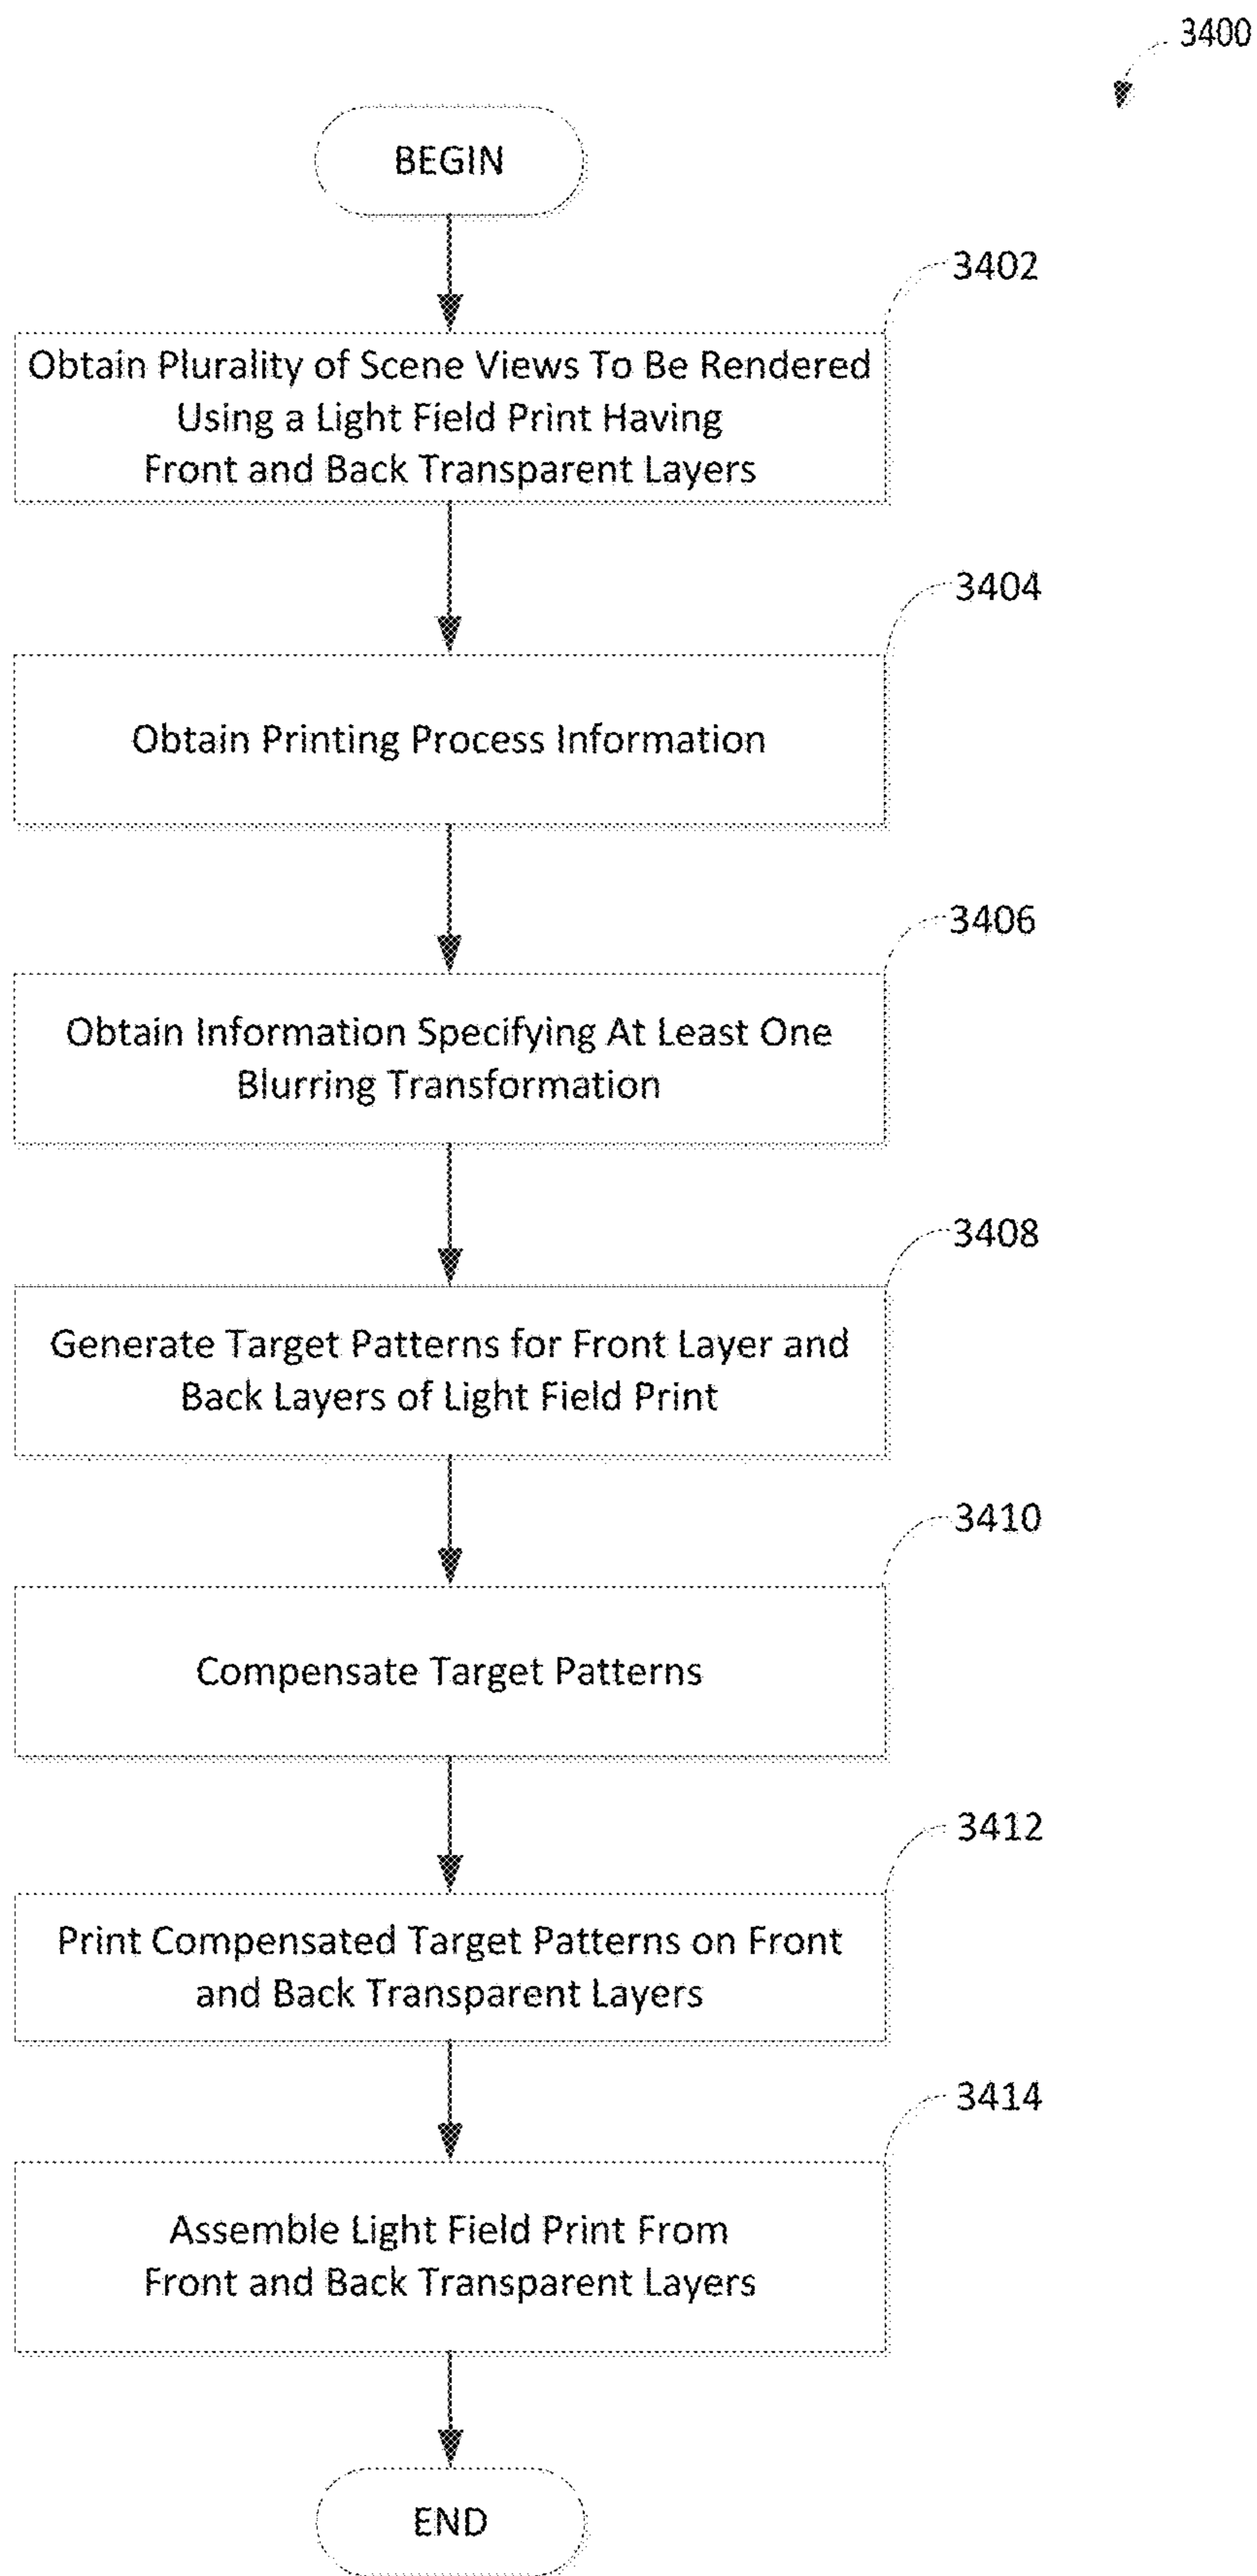 3400
BEGIN
3402
Obtain Plurality of Scene Views To Be Rendered
Using a Light Field Print Having
Front and Back Transparent Layers
3404
Obtain Printing Process Information
3406
Obtain Information Specifying At Least One
Blurring Transformation
3408
Generate Target Patterns for Front Layer and
Back Layers of Light Field Print
3410
Compensate Target Patterns
3412
Print Compensated Target Patterns on Front
and Back Transparent Layers
3414
Assemble Light Field Print From
Front and Back Transparent Layers
END